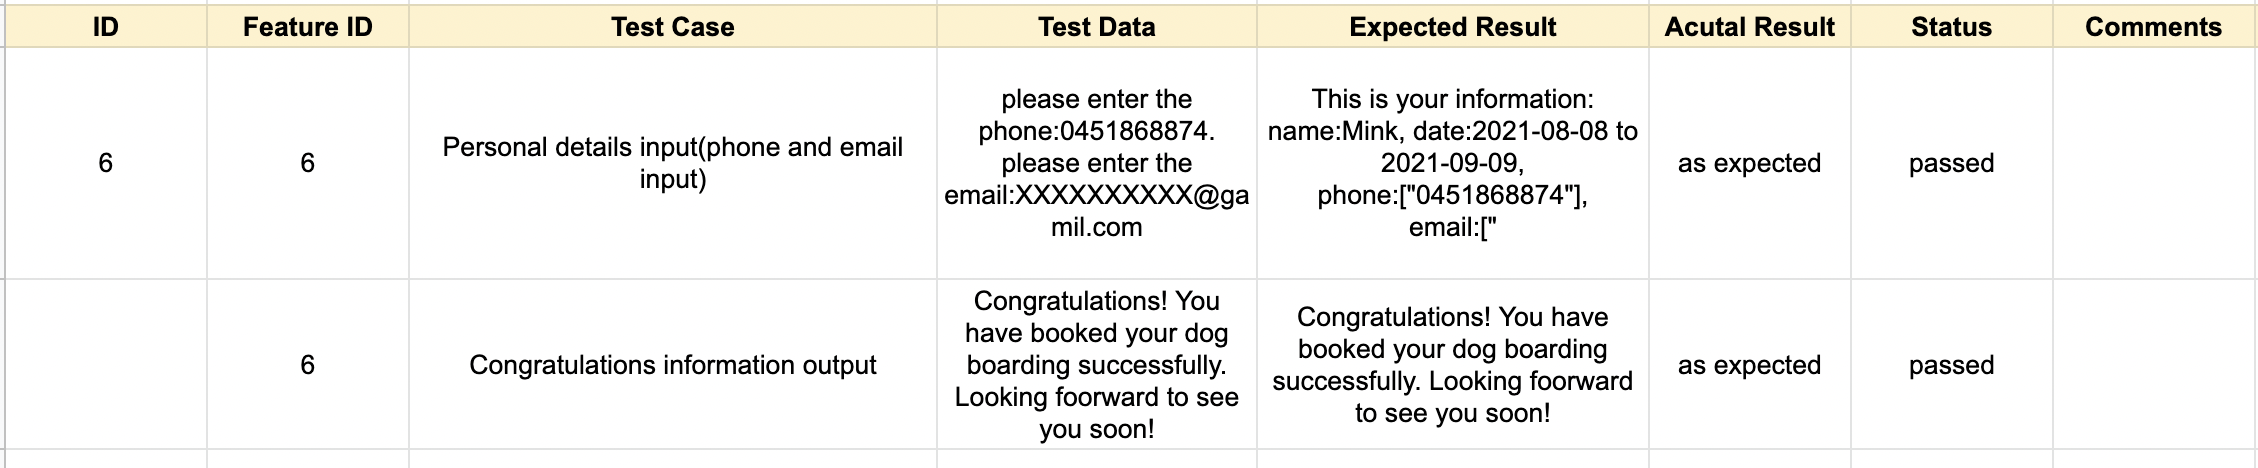 ID Feature ID Test Case Test Data Expected Result Acutal Result Status Comments
6
6
Personal details input(phone and email
input)
please enter the
phone:0451868874.
please enter the
email:XXXXXXXXXX@ga
mil.com
This is your information:
name:Mink, date:2021-08-08 to
2021-09-09,
phone:["0451868874"],
email:["
as expected
passed
6
Congratulations information output
Congratulations! You
have booked your dog
boarding successfully.
Looking foorward to see
you soon!
Congratulations! You have
booked your dog boarding
successfully. Looking foorward
to see you soon!
as expected
passed